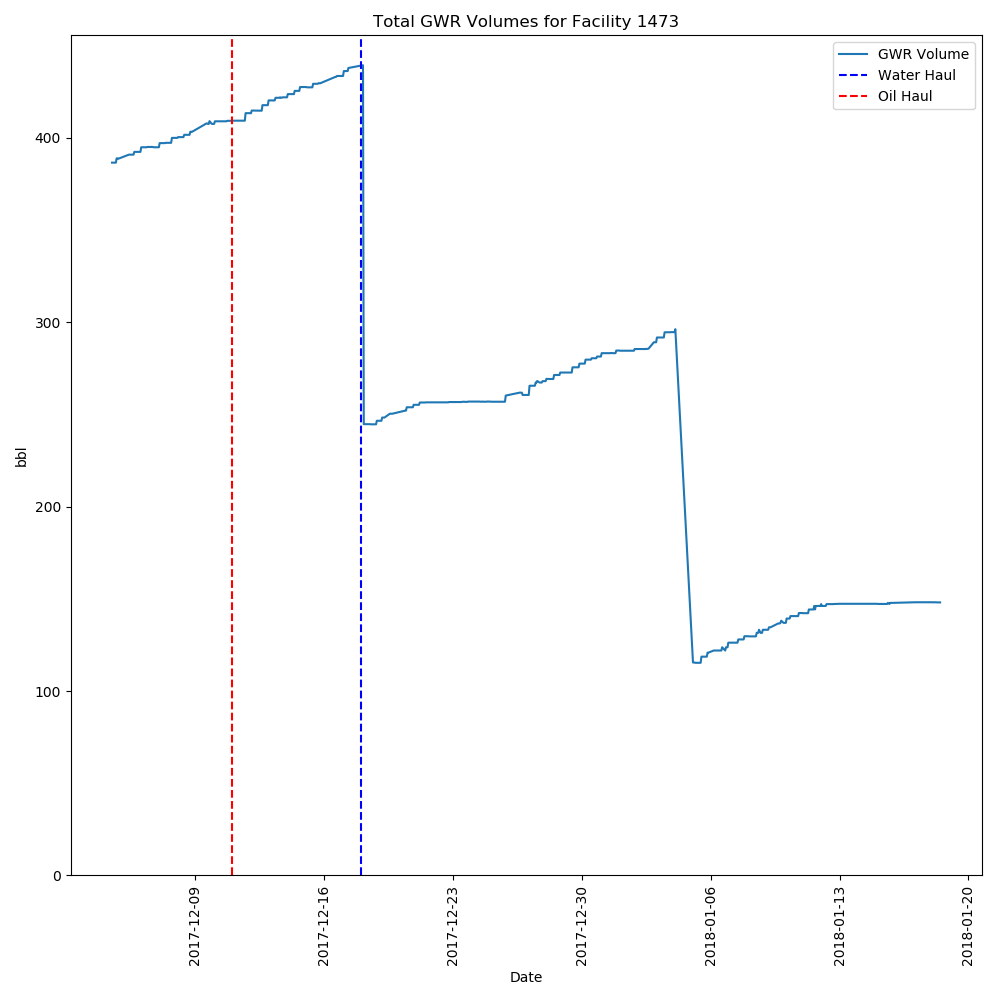 Total GWR Volumes for Facility 1473
GWR Volume
Water Haul
Oil Haul
400
300
200
100
0
bbl
2017-12-09
2017-12-16
2017-12-23
2017-12-30
2018-01-06
2018-01-13
2018-01-20
Date